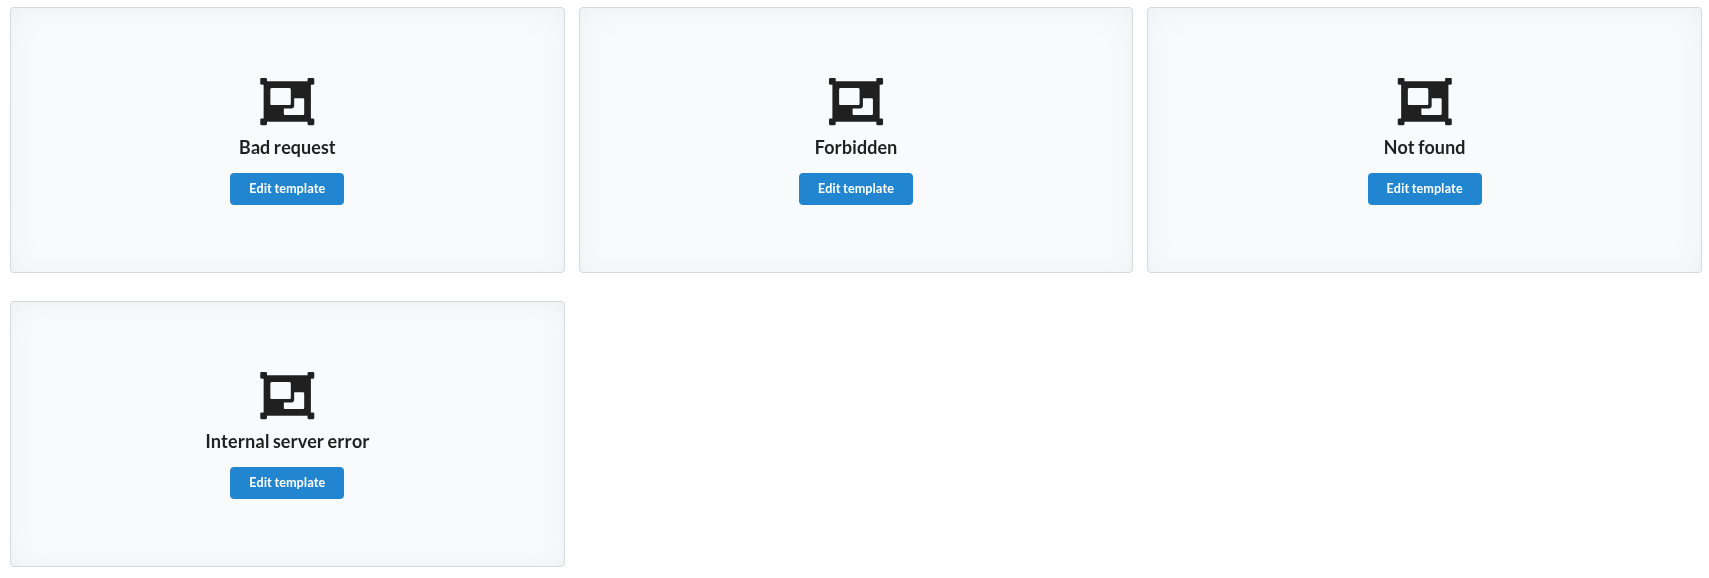 Bad request
Edit template
Forbidden
Edit template
Not found
Edit template
Internal server error
Edit template